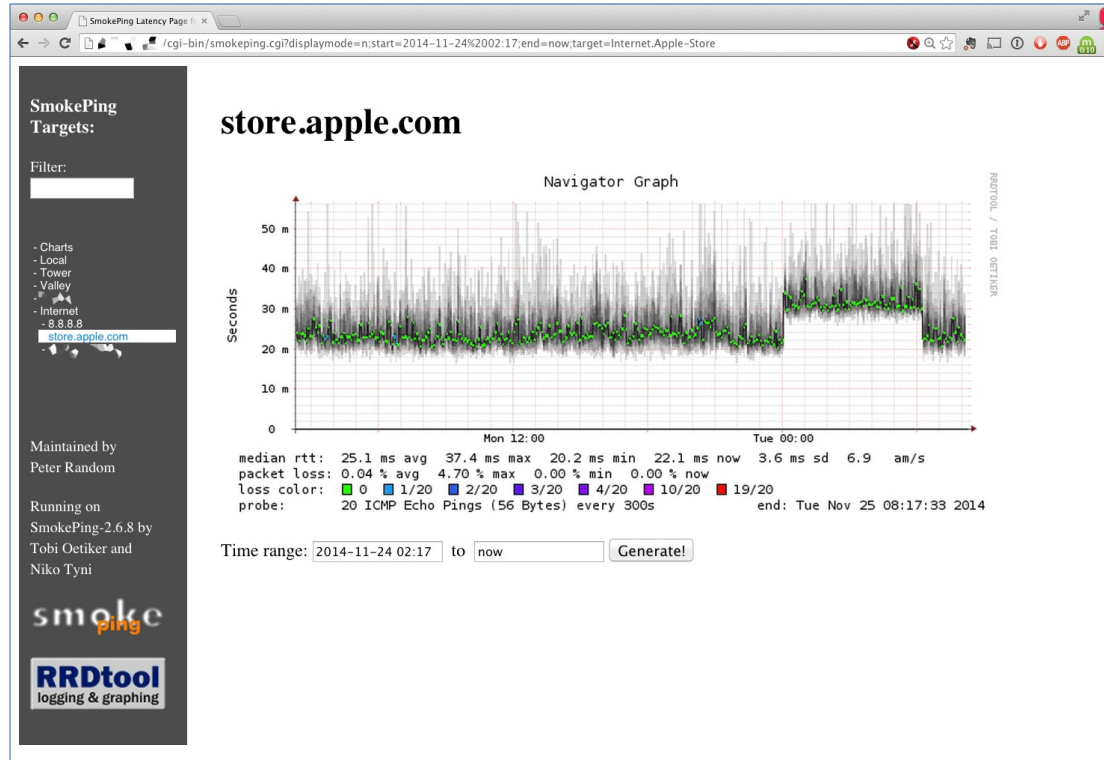 SmokePing Latency Page f
/cgi-bin/smokeping.cgi?displaymode=n;start=2014-11-24%2002:17;end=now;target=Internet.Apple-Store
ABP
m
0:10
SmokePing
Targets:
Filter:
- Charts
- Local
- Tower
- Valley
-
- Internet
- 8.8.8.8
store.apple.com
-
Maintained by
Peter Random
Running on
SmokePing-2.6.8 by
Tobi Oetiker and
Niko Tyni
smoke
ping
RRDtool
logging & graphing
store.apple.com
Navigator Graph
RRDTOOL / TOBI OETIKER
Seconds
50 m
40 m
30 m
20 m
10 m
0
Mon 12:00 Tue 00:00
median rtt: 25.1 ms avg 37.4 ms max 20.2 ms min 22.1 ms now 3.6 ms sd 6.9 am/s
packet loss: 0.04 % avg 4.70 % max 0.00 % min 0.00 % now
loss color: 0 1/20 2/20 3/20 4/20 10/20 19/20
probe: 20 ICMP Echo Pings (56 Bytes) every 300s end: Tue Nov 25 08:17:33 2014
Time range: 2014-11-24 02:17 to now Generate!